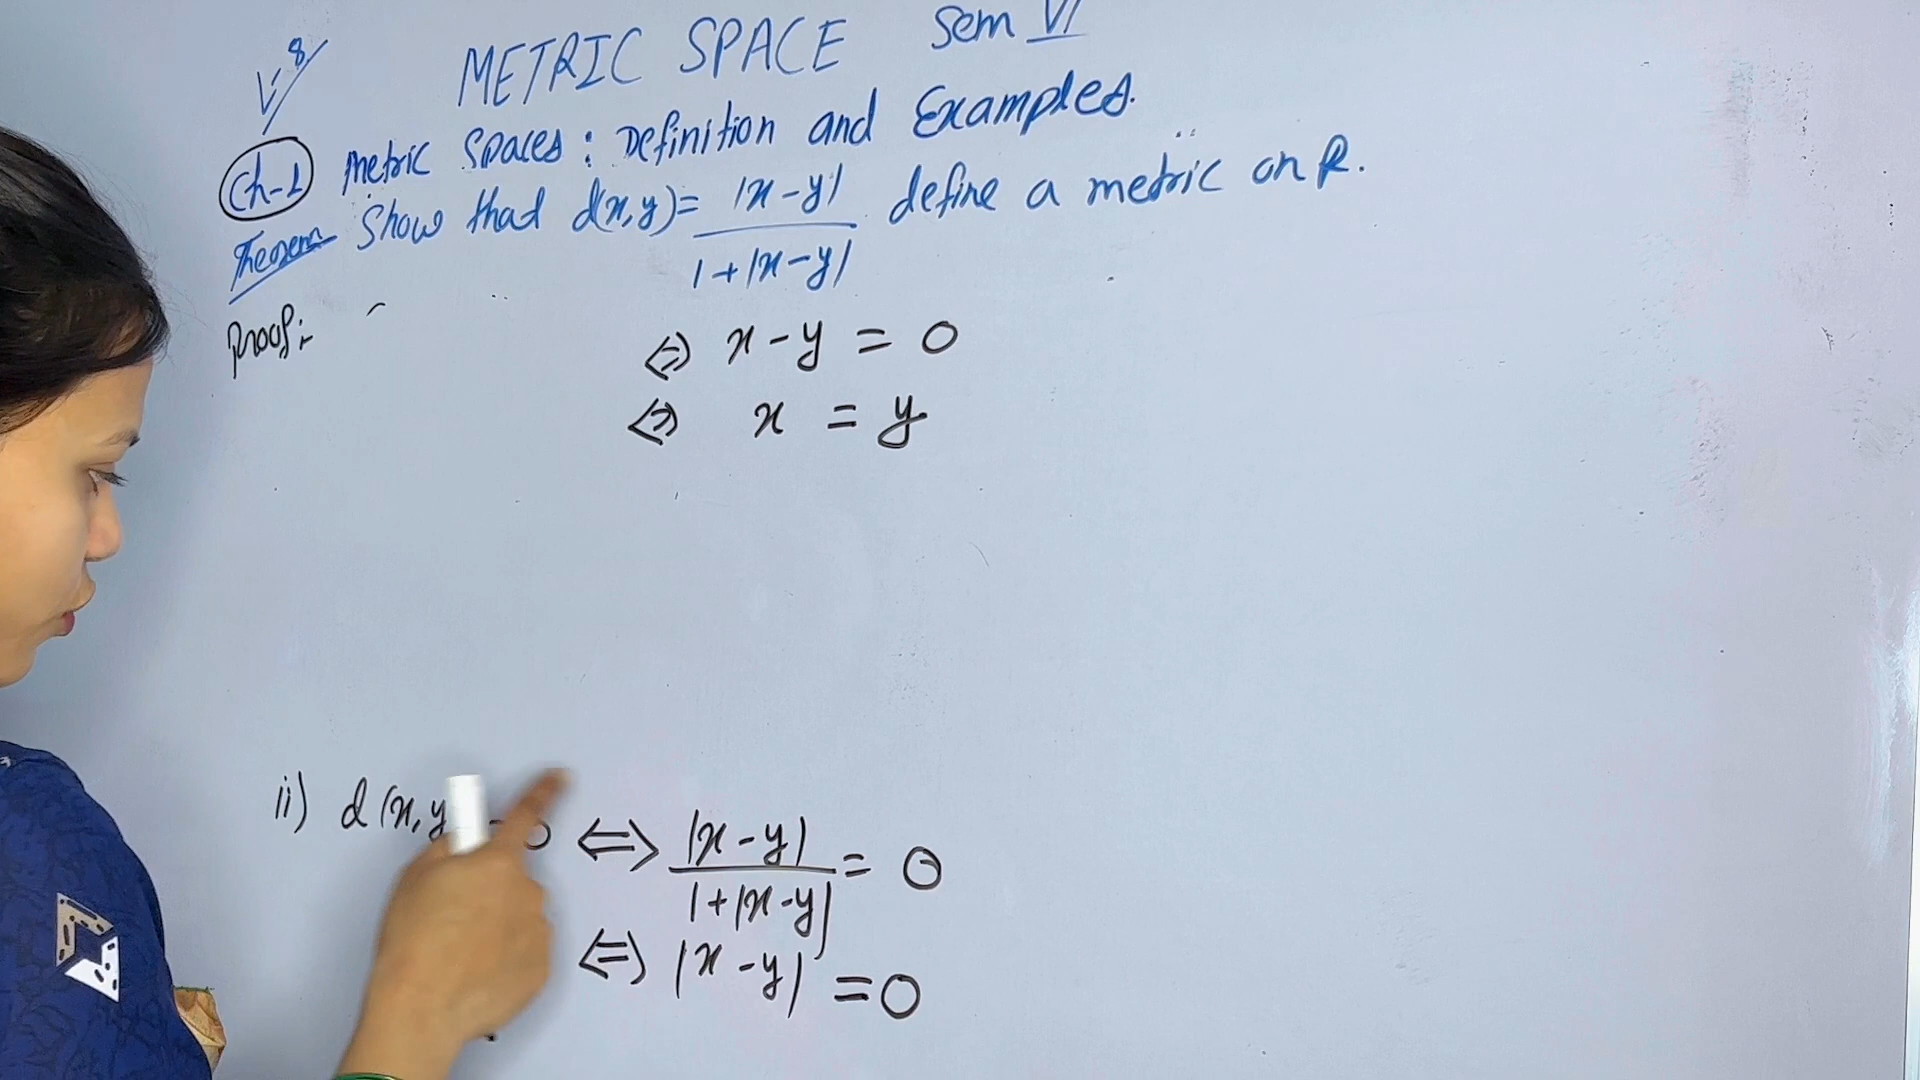 V-8
METRIC SPACE Sem VI
Ch-1 Metric Spaces: Definition and Examples.
Theorem Show that d(x,y)= |x-y| / 1+|x-y| define a metric on R.
Proof:-
⇔ x-y = 0
⇔ x = y
ii) d(x,y = 0 ⇔ |x-y| / 1+|x-y| = 0
⇔ |x-y| = 0